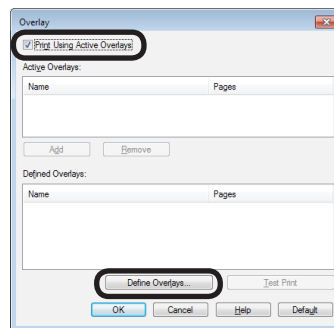 Overlay
Print Using Active Overlays
Active Overlays:
Name Pages
Add Remove
Defined Overlays:
Name Pages
Define Overlays... Test Print
OK Cancel Help Default